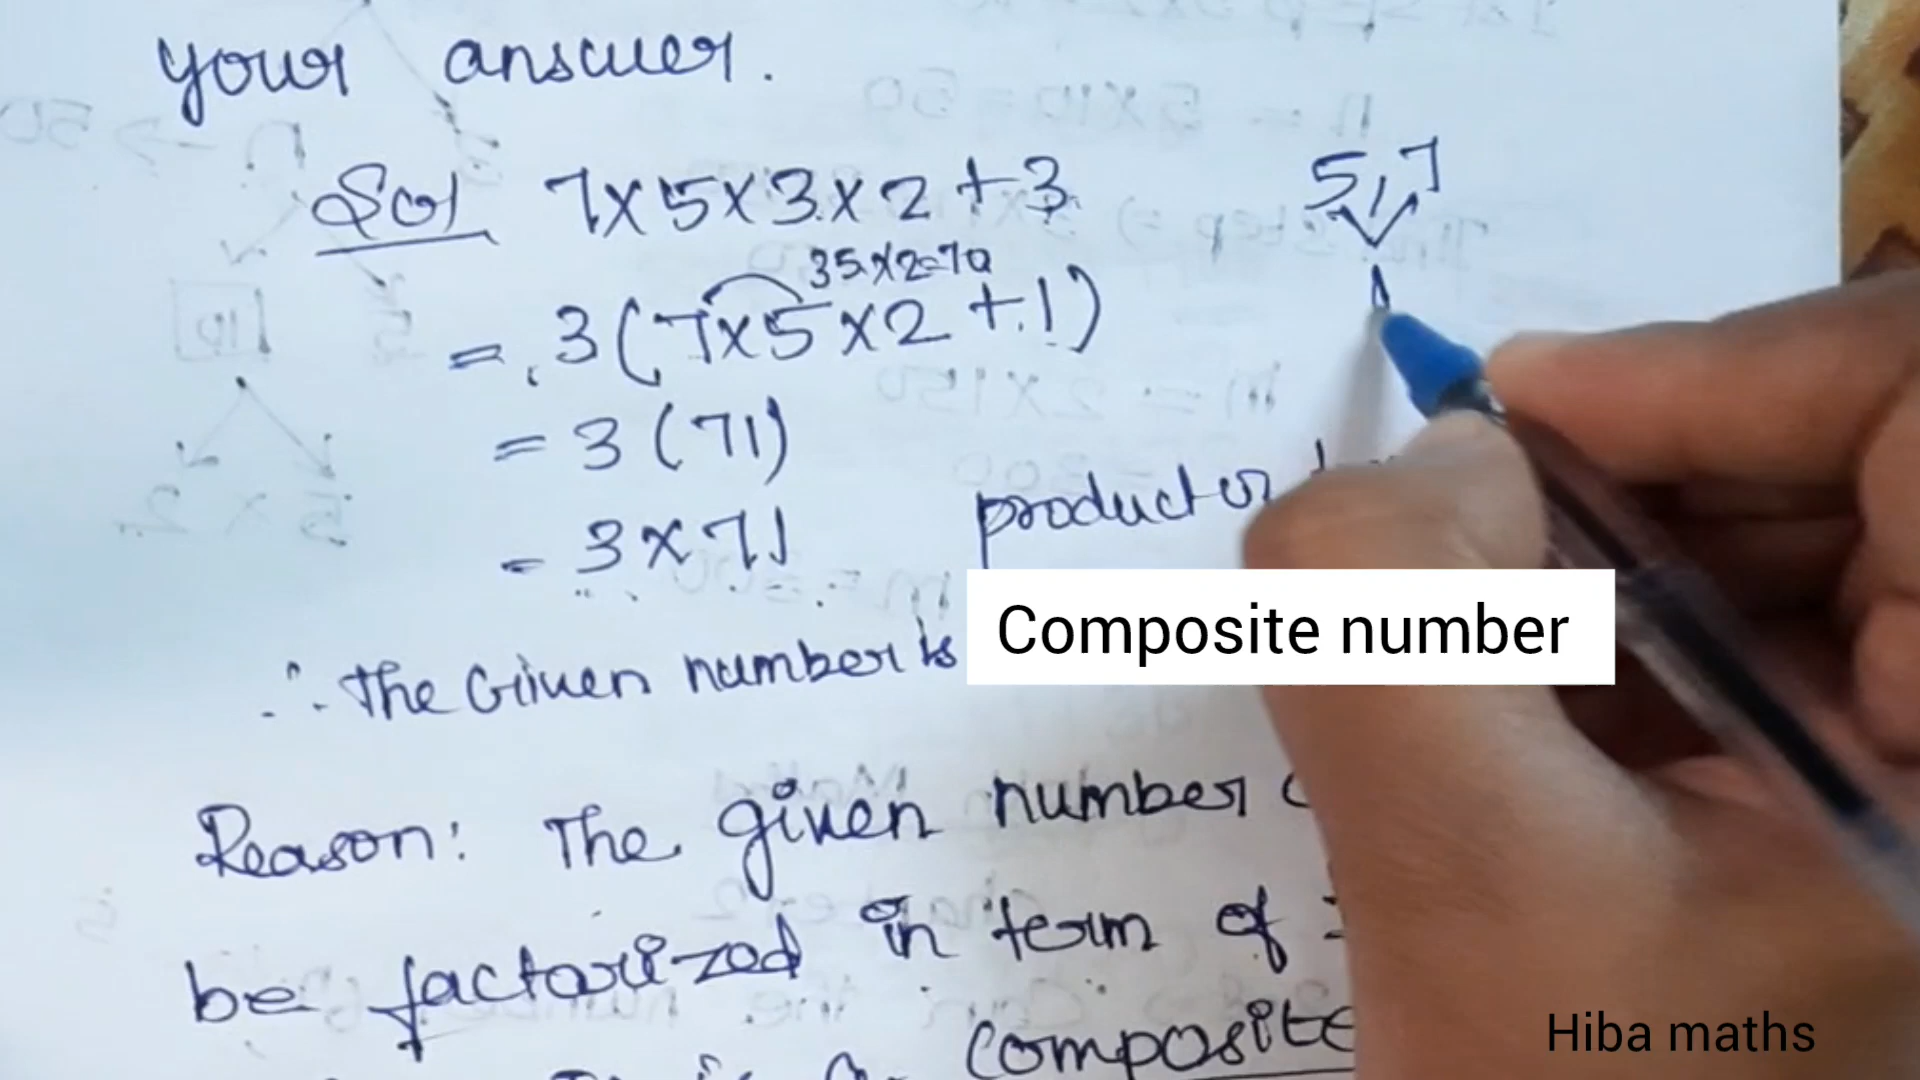 your answer.
Sol 7x5x3x2+3
5,7
35x2=70
= 3(7x5x2+1)
= 3(71)
= 3x71
product of
∴ The Given number is Composite number
Reason: The given number
be factorized in term of
composite
Hiba maths